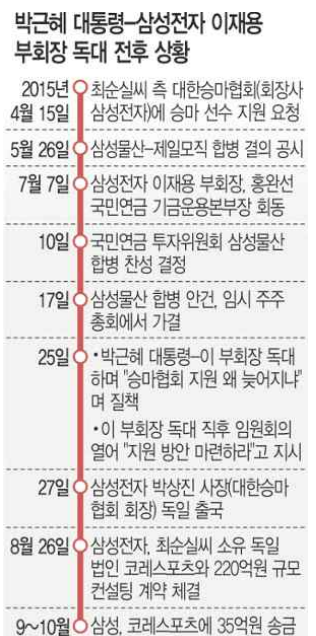 박근혜 대통령-삼성전자 이재용
부회장 독대 전후 상황
2015년 최순실씨 측 대한승마협회(회장사
4월 15일 삼성전자)에 승마 선수 지원 요청
5월 26일 삼성물산-제일모직 합병 결의 공시
7월 7일 삼성전자 이재용 부회장, 홍완선
국민연금 기금운용본부장 회동
10일 국민연금 투자위원회 삼성물산
합병 찬성 결정
17일 삼성물산 합병 안건, 임시 주주
총회에서 가결
25일 •박근혜 대통령-이 부회장 독대
하며 "승마협회 지원 왜 늦어지냐"
며 질책
•이 부회장 독대 직후 임원회의
열어 "지원 방안 마련하라"고 지시
27일 삼성전자 박상진 사장(대한승마
협회 회장) 독일 출국
8월 26일 삼성전자, 최순실씨 소유 독일
법인 코레스포츠와 220억원 규모
컨설팅 계약 체결
9~10월 삼성, 코레스포츠에 35억원 송금